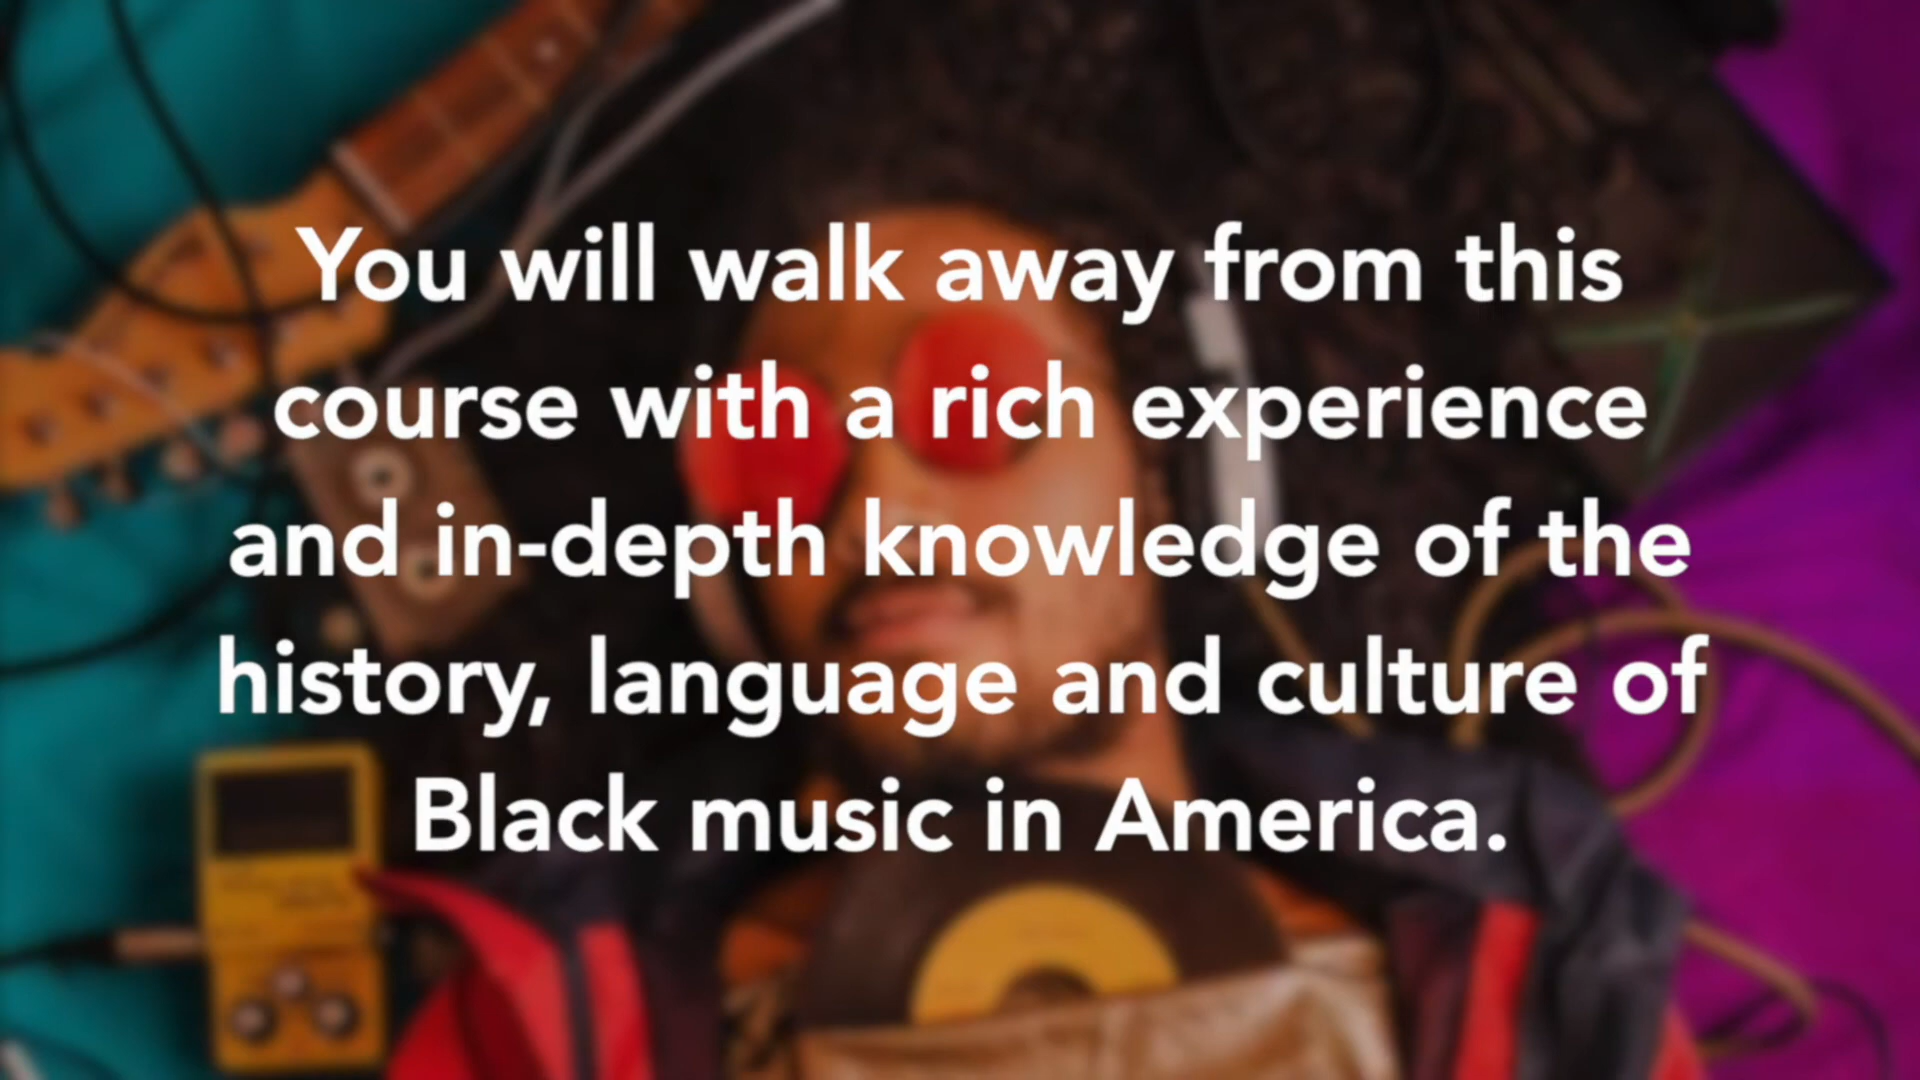 You will walk away from this
course with a rich experience
and in-depth knowledge of the
history, language and culture of
Black music in America.